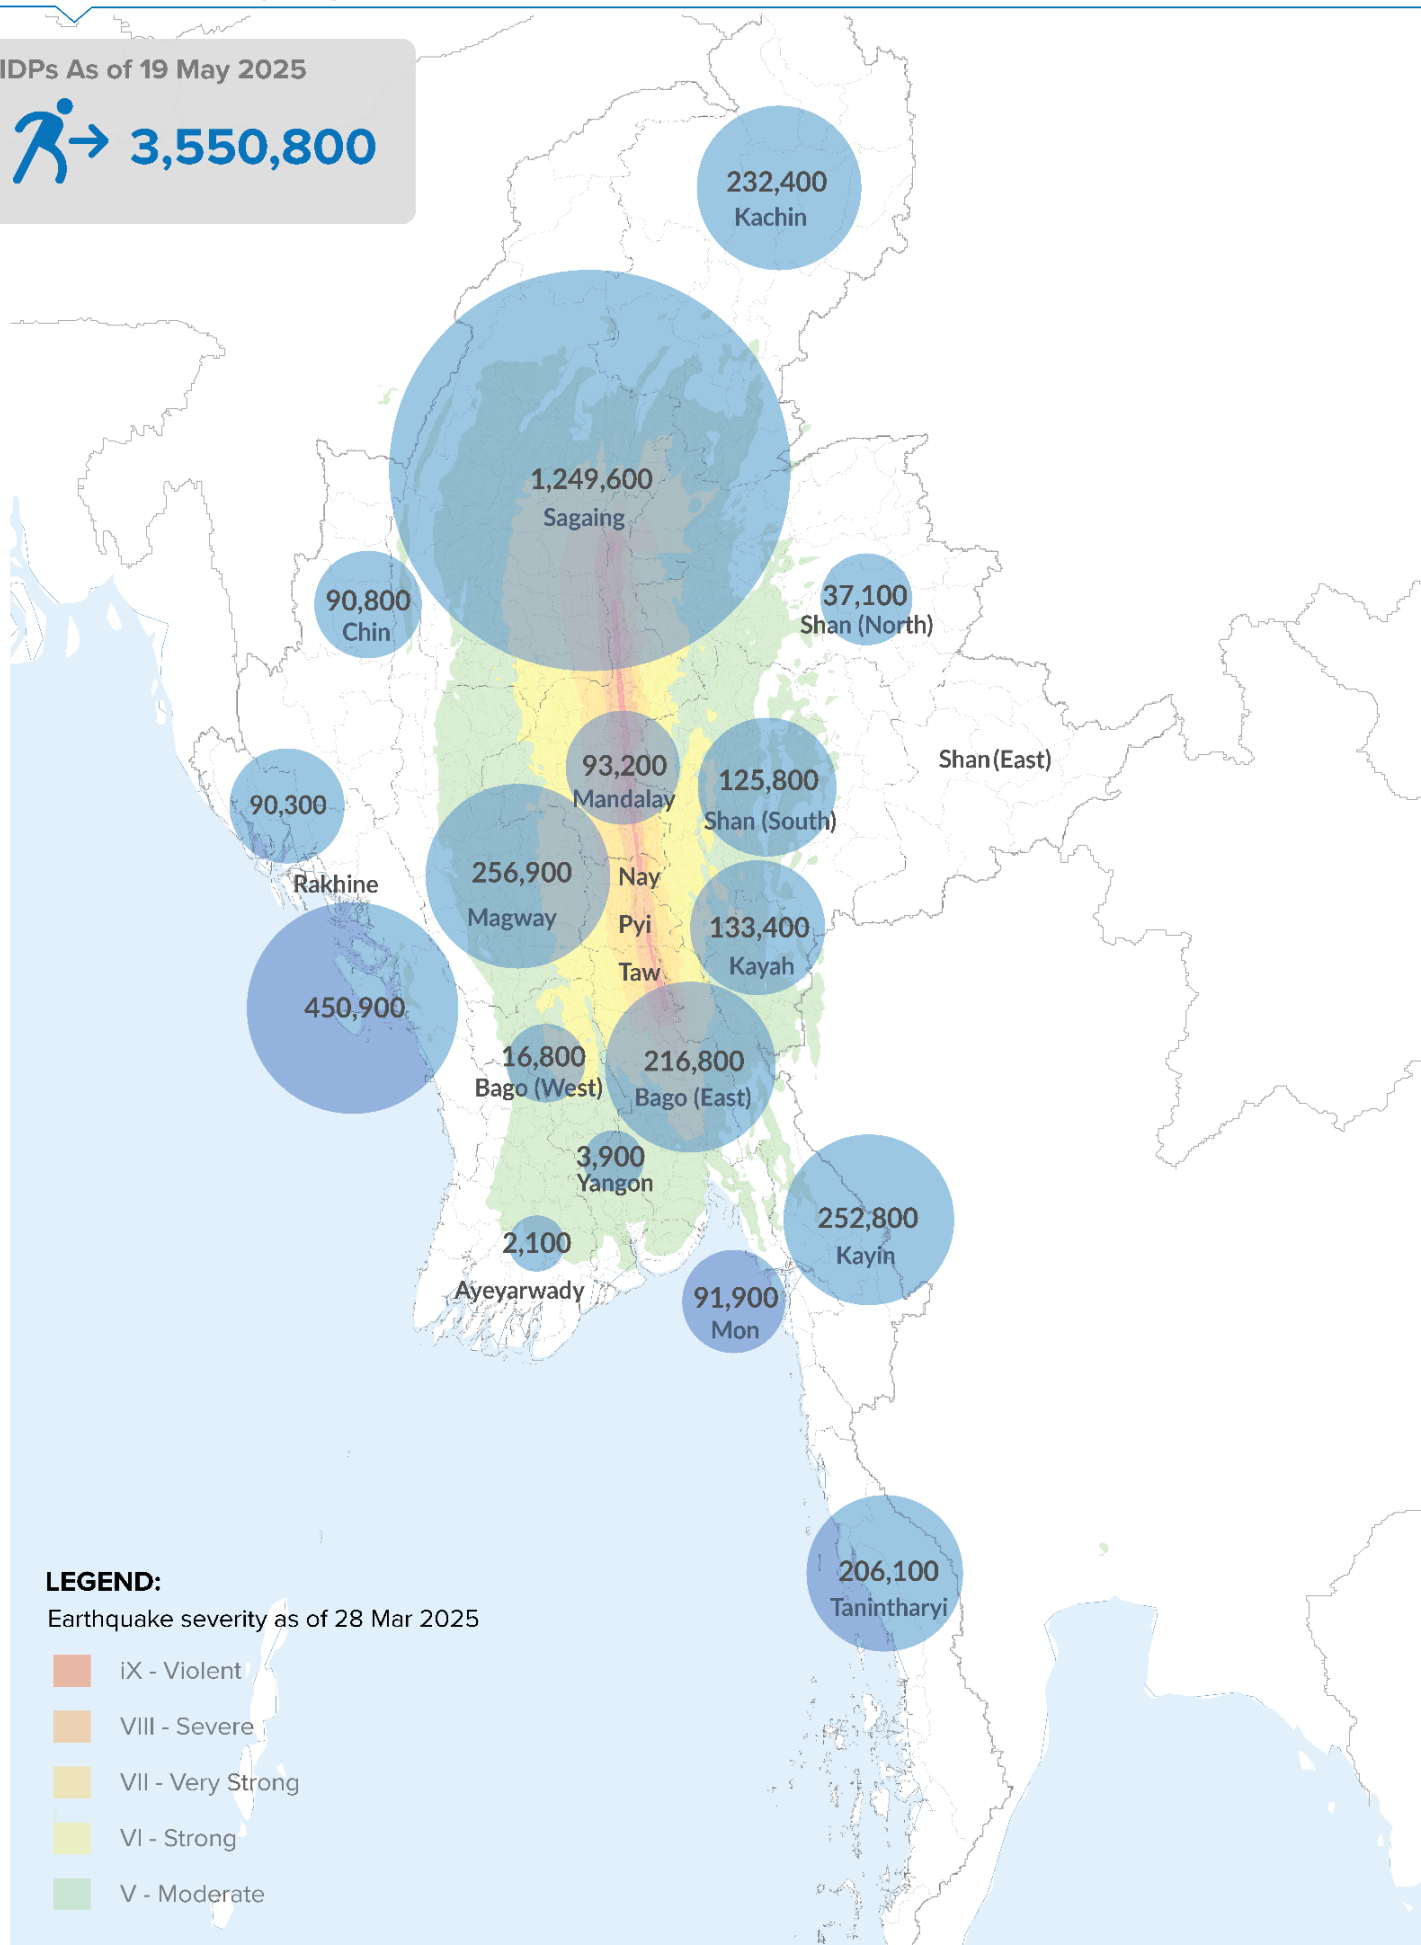 IDPs As of 19 May 2025
3,550,800
232,400
Kachin
1,249,600
Sagaing
90,800
Chin
37,100
Shan (North)
Shan (East)
93,200
Mandalay
125,800
Shan (South)
90,300
Rakhine
256,900
Magway
Nay
Pyi
Taw
133,400
Kayah
450,900
16,800
Bago (West)
216,800
Bago (East)
3,900
Yangon
252,800
Kayin
2,100
Ayeyarwady
91,900
Mon
206,100
Tanintharyi
LEGEND:
Earthquake severity as of 28 Mar 2025
iX - Violent
VIII - Severe
VII - Very Strong
VI - Strong
V - Moderate